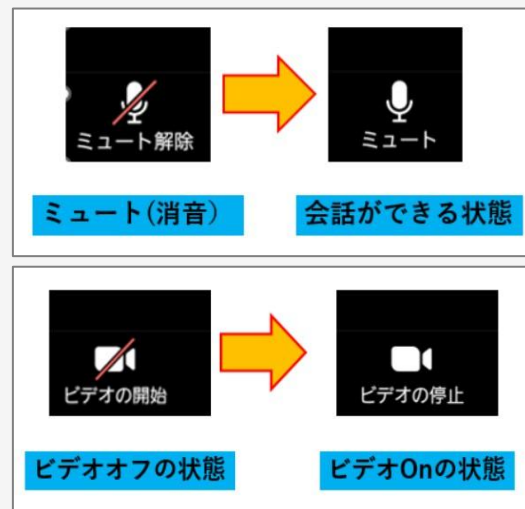 ミュート解除
ミュート
ミュート(消音）
会話ができる状態
ビデオの開始
ビデオの停止
ビデオオフの状態
ビデオOnの状態